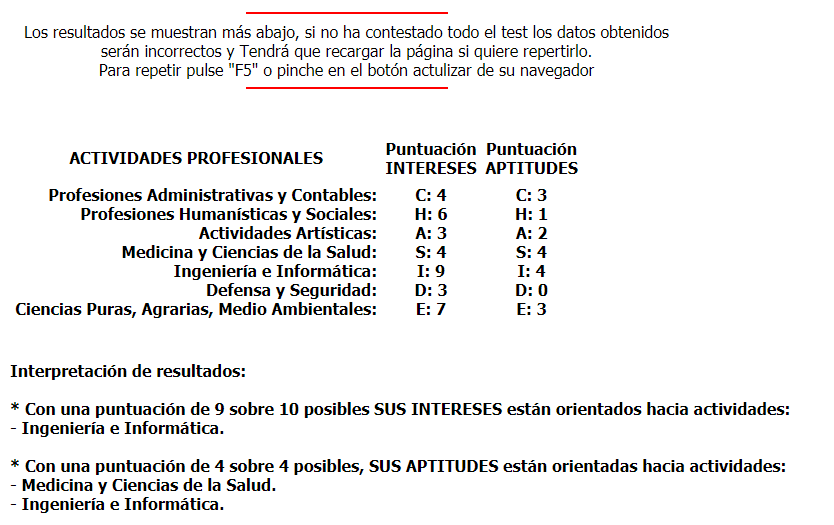 Los resultados se muestran más abajo, si no ha contestado todo el test los datos obtenidos
serán incorrectos y Tendrá que recargar la página si quiere repertirlo.
Para repetir pulse "F5" o pinche en el botón actulizar de su navegador
ACTIVIDADES PROFESIONALES Puntuación INTERESES Puntuación APTITUDES
Profesiones Administrativas y Contables: C: 4 C: 3
Profesiones Humanísticas y Sociales: H: 6 H: 1
Actividades Artísticas: A: 3 A: 2
Medicina y Ciencias de la Salud: S: 4 S: 4
Ingeniería e Informática: I: 9 I: 4
Defensa y Seguridad: D: 3 D: 0
Ciencias Puras, Agrarias, Medio Ambientales: E: 7 E: 3
Interpretación de resultados:
* Con una puntuación de 9 sobre 10 posibles SUS INTERESES están orientados hacia actividades:
- Ingeniería e Informática.
* Con una puntuación de 4 sobre 4 posibles, SUS APTITUDES están orientadas hacia actividades:
- Medicina y Ciencias de la Salud.
- Ingeniería e Informática.